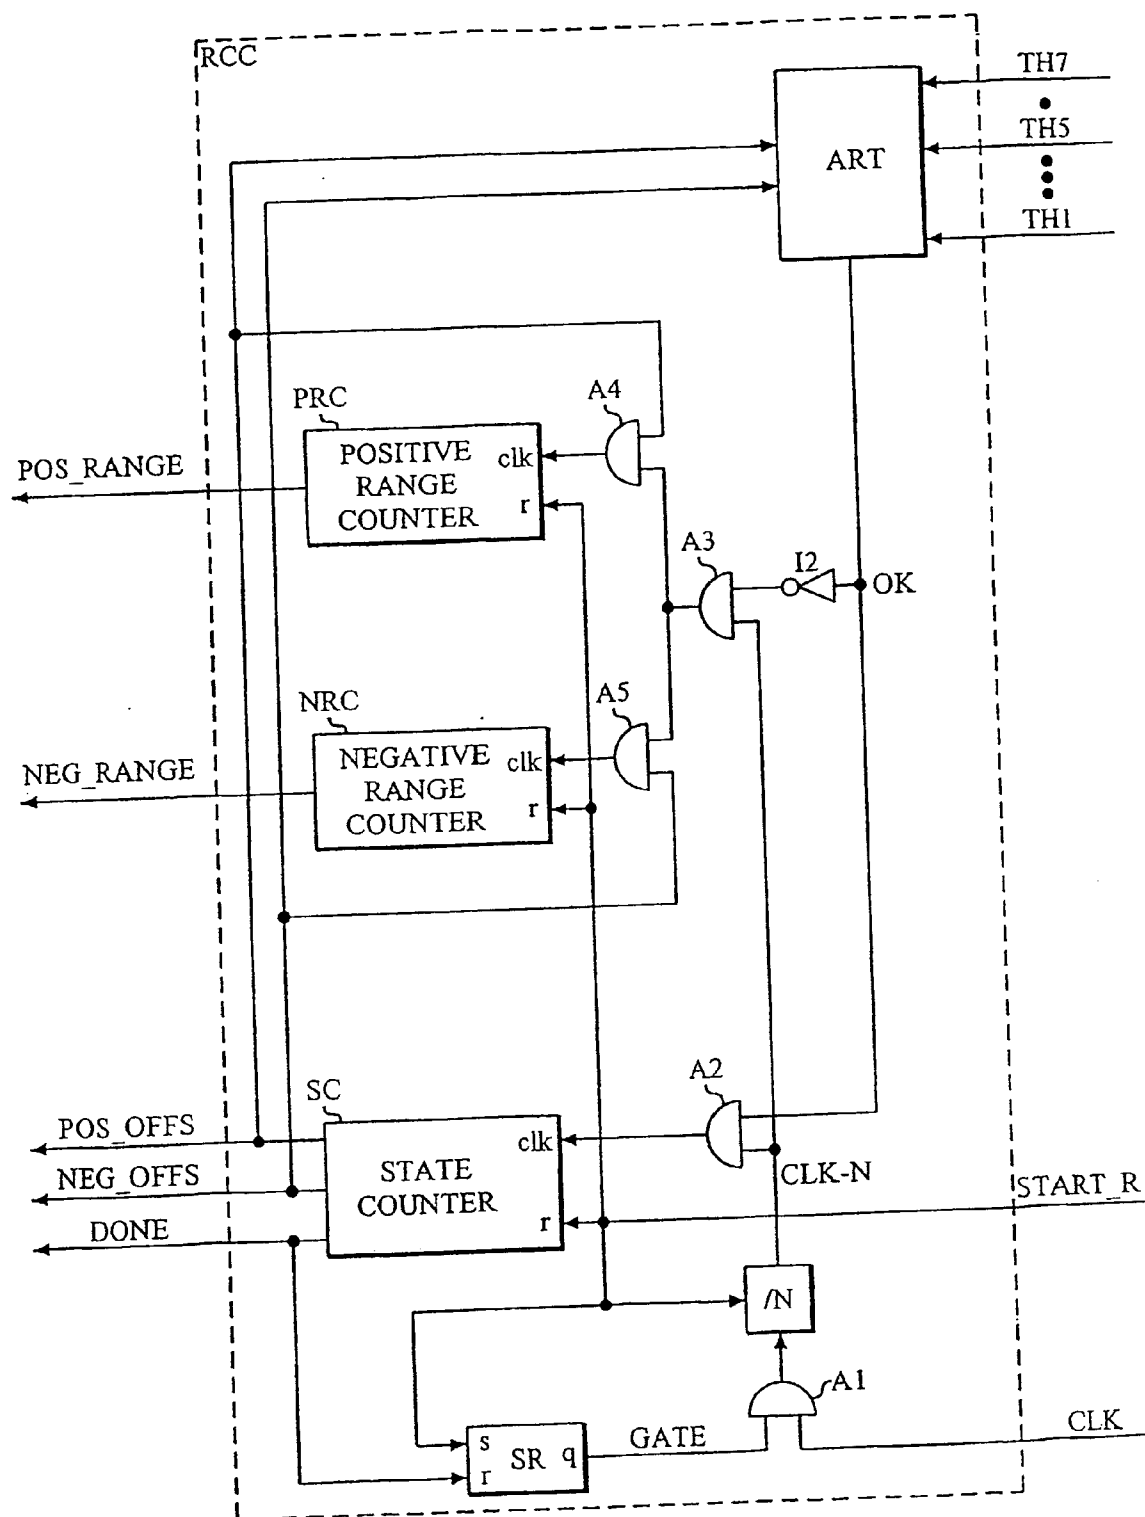 RCC
TH7
TH5
TH1
ART
PRC
A4
POS_RANGE
POSITIVE
RANGE
COUNTER
clk
r
A3
I2
OK
NRC
A5
NEG_RANGE
NEGATIVE
RANGE
COUNTER
clk
r
SC
A2
POS_OFFS
NEG_OFFS
DONE
STATE
COUNTER
clk
r
CLK-N
START_R
/N
A1
CLK
GATE
s
r
SR
q